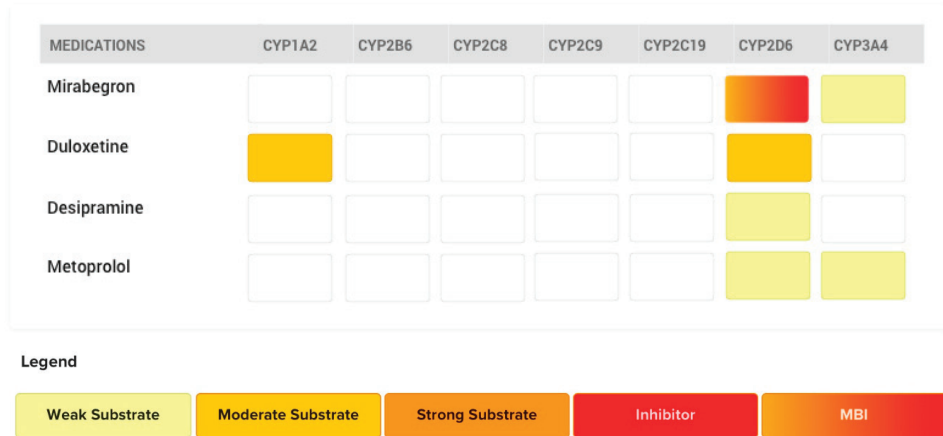 MEDICATIONS CYP1A2 CYP2B6 CYP2C8 CYP2C9 CYP2C19 CYP2D6 CYP3A4
Mirabegron
Duloxetine
Desipramine
Metoprolol
Legend
Weak Substrate Moderate Substrate Strong Substrate Inhibitor MBI